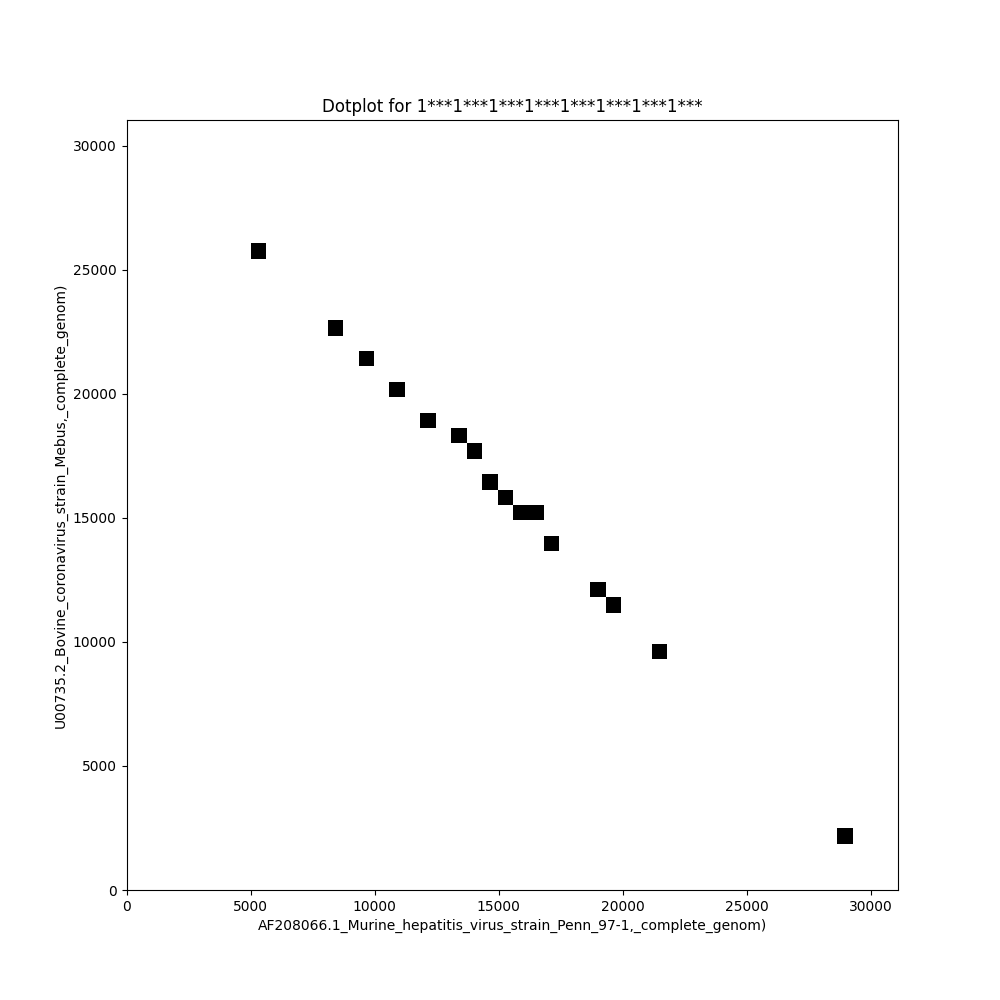 Dotplot for 1***1***1***1***1***1***1***1***
30000
25000
20000
15000
10000
5000
0
U00735.2_Bovine_coronavirus_strain_Mebus,_complete_genom)
0 5000 10000 15000 20000 25000 30000
AF208066.1_Murine_hepatitis_virus_strain_Penn_97-1,_complete_genom)